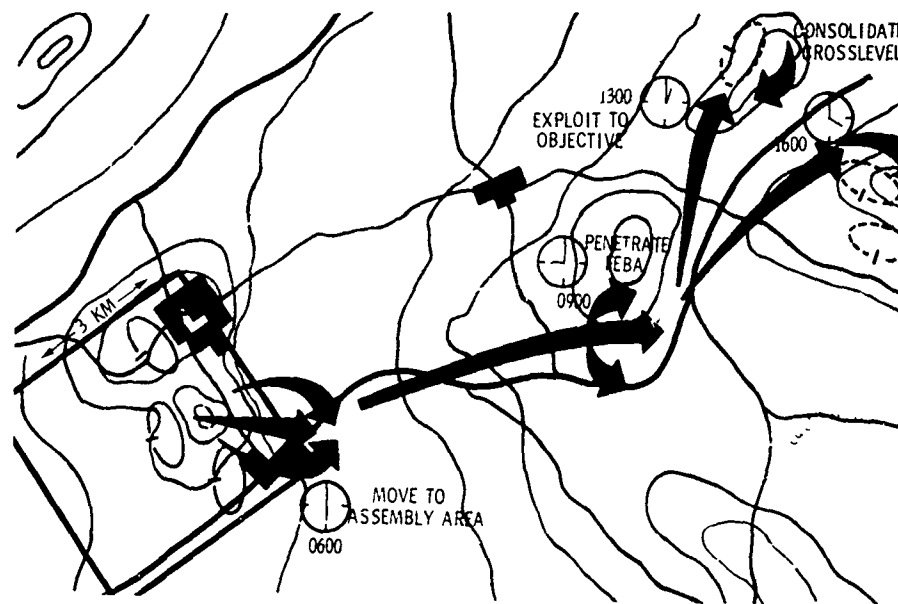 CONSOLIDATE
CROSSLEVEL
1300
EXPLOIT TO
OBJECTIVE
1600
PENETRATE
FEBA
0900
3 KM
MOVE TO
ASSEMBLY AREA
0600